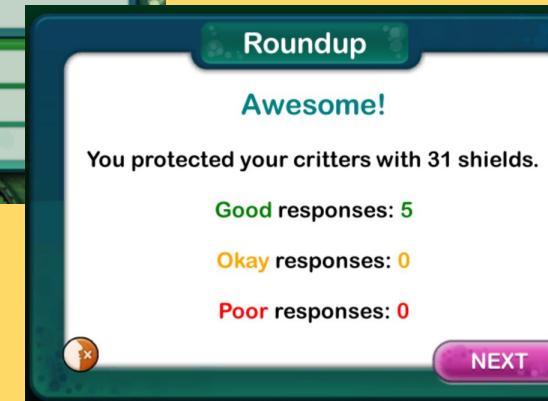 Roundup
Awesome!
You protected your critters with 31 shields.
Good responses: 5
Okay responses: 0
Poor responses: 0
NEXT